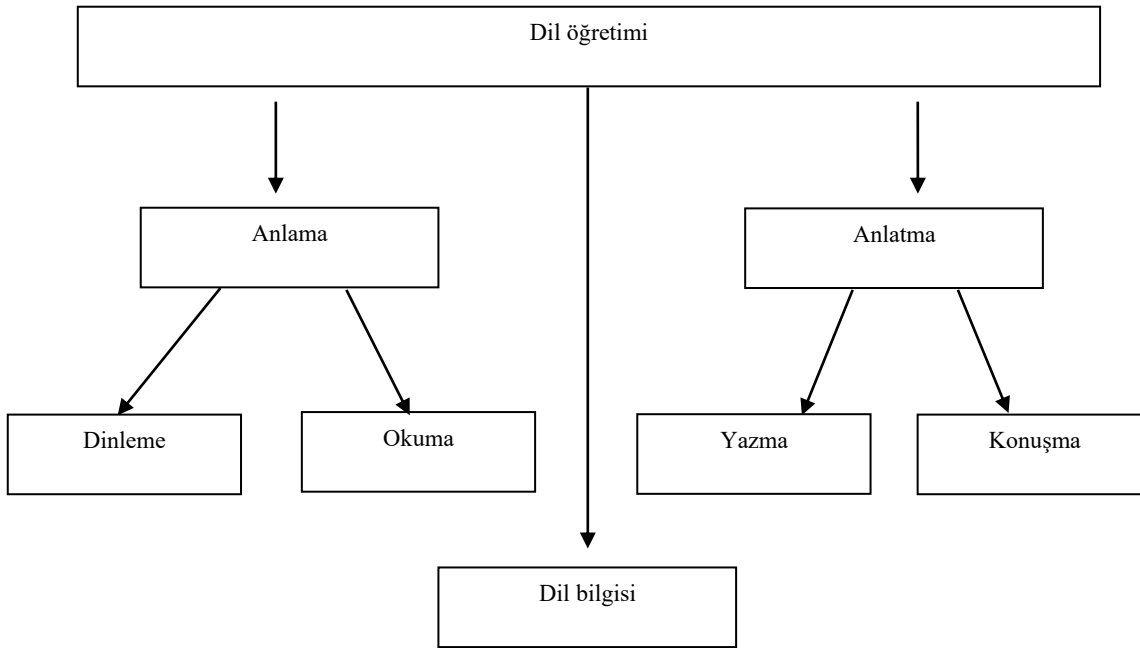 Dil öğretimi
Anlama
Anlatma
Dinleme
Okuma
Yazma
Konuşma
Dil bilgisi